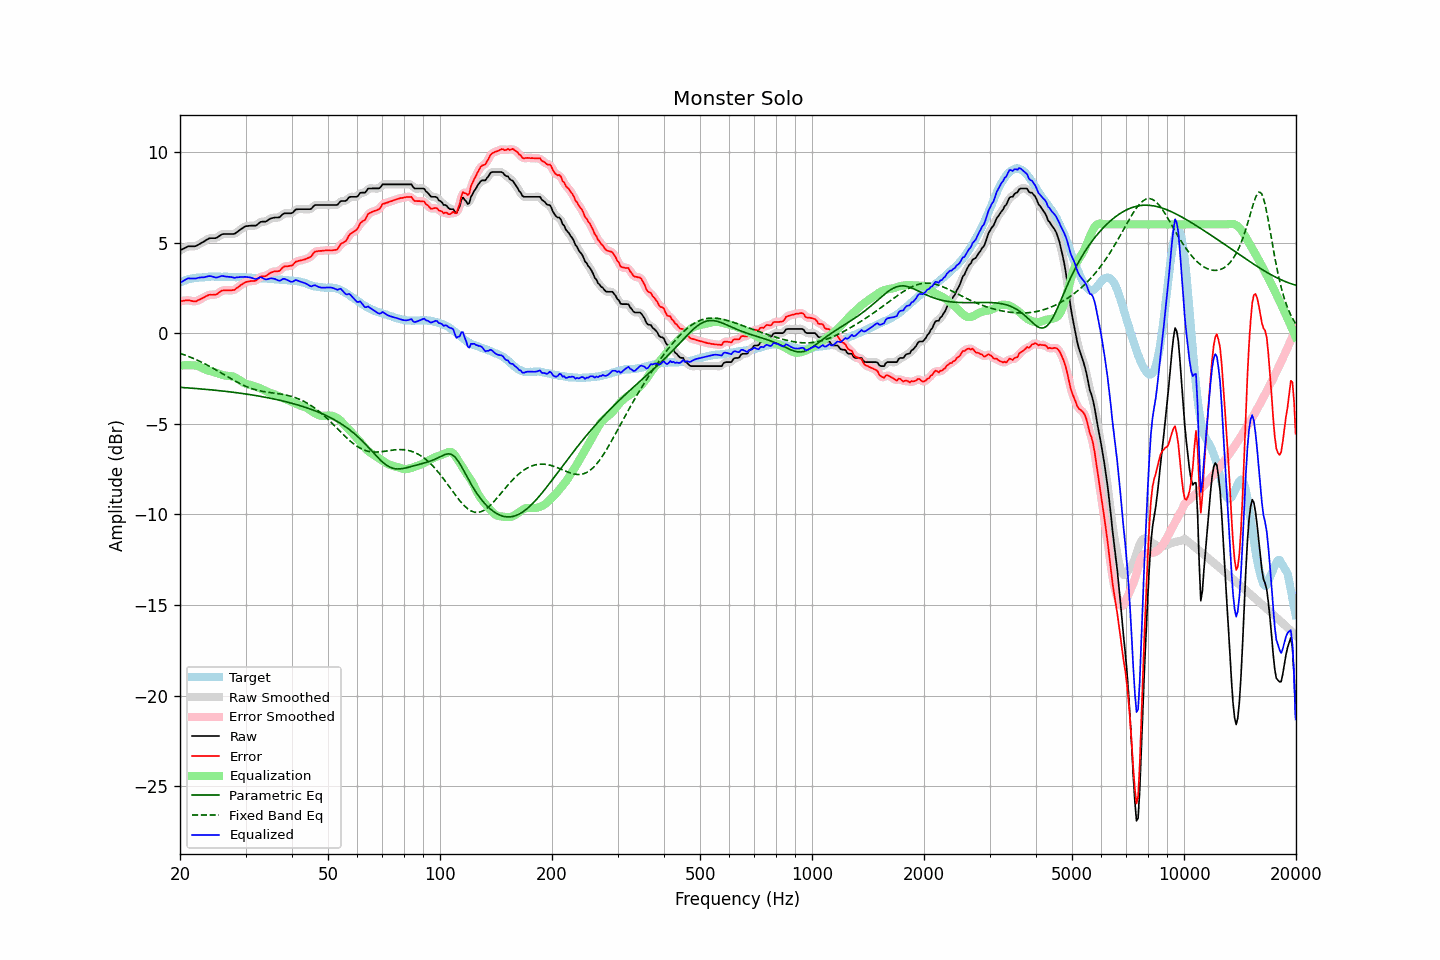 Monster Solo
10
5
0
−5
−10
−15
−20
−25
Amplitude (dBr)
Target
Raw Smoothed
Error Smoothed
Raw
Error
Equalization
Parametric Eq
Fixed Band Eq
Equalized
20 50 100 200 500 1000 2000 5000 10000 20000
Frequency (Hz)